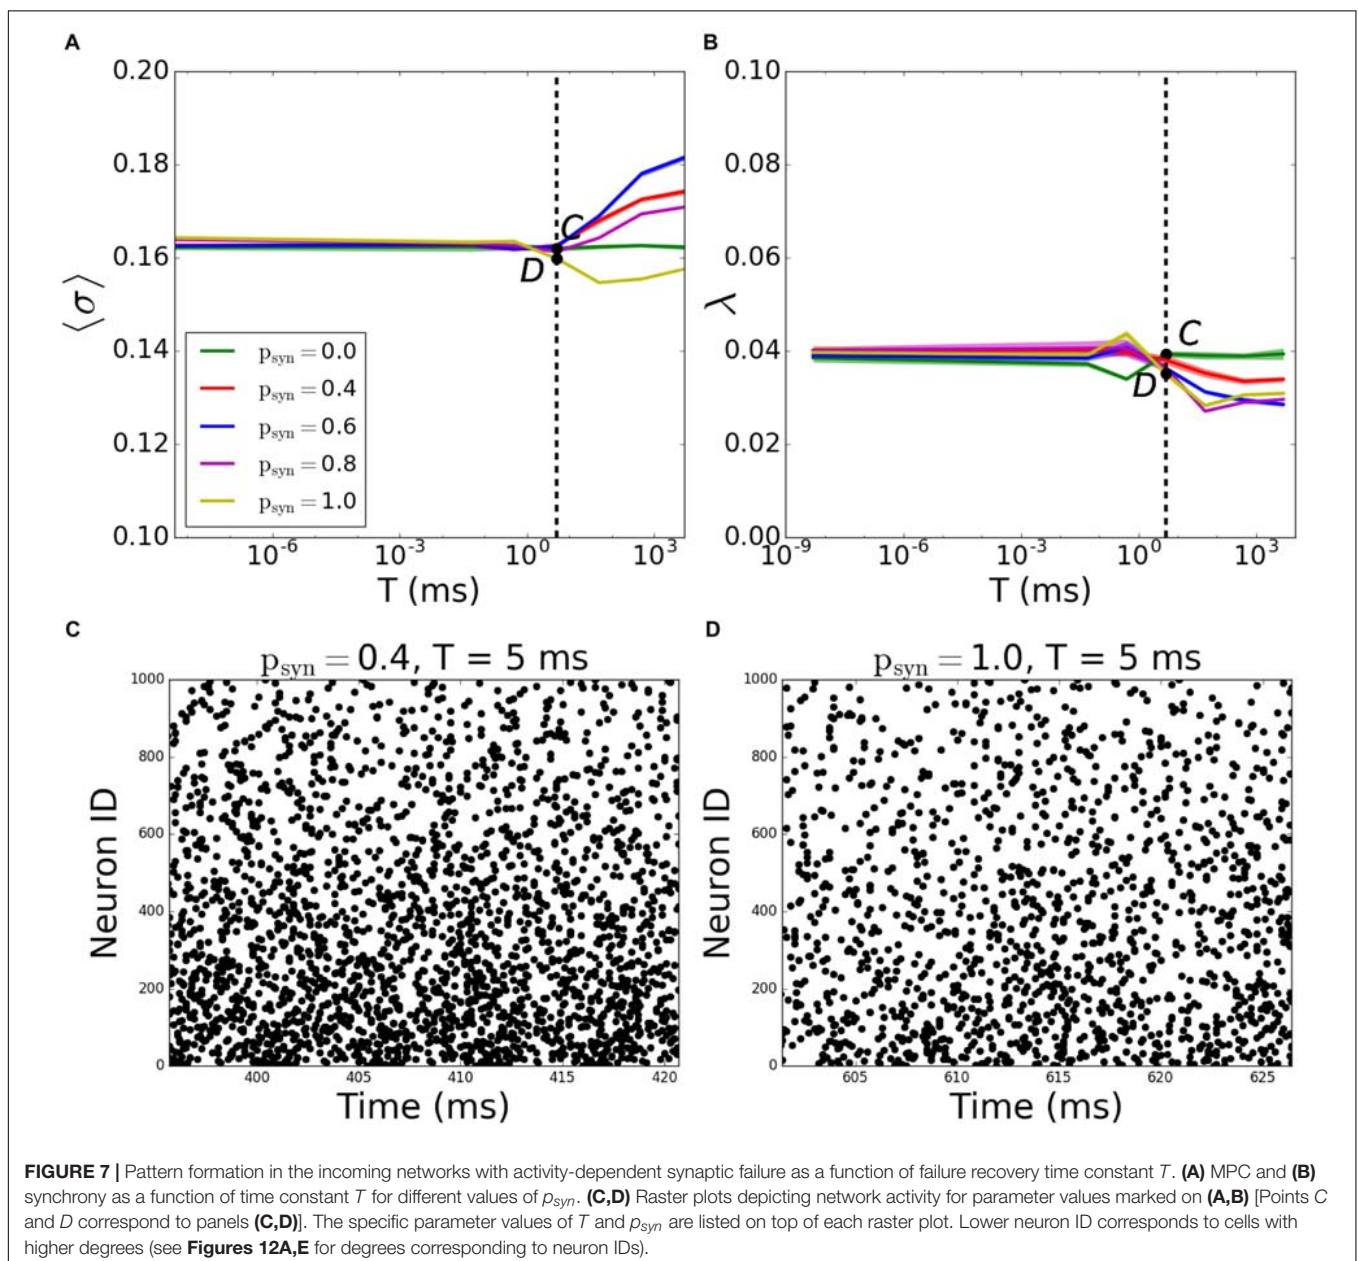 A
B
0.20
0.18
0.16
0.14
0.12
0.10
⟨σ⟩
C
D
p_syn = 0.0
p_syn = 0.4
p_syn = 0.6
p_syn = 0.8
p_syn = 1.0
10^-6 10^-3 10^0 10^3
T (ms)
0.10
0.08
0.06
0.04
0.02
0.00
λ
C
D
10^-9 10^-6 10^-3 10^0 10^3
T (ms)
C
p_syn = 0.4, T = 5 ms
1000
800
600
400
200
0
Neuron ID
400 405 410 415 420
Time (ms)
D
p_syn = 1.0, T = 5 ms
1000
800
600
400
200
0
Neuron ID
605 610 615 620 625
Time (ms)
FIGURE 7 | Pattern formation in the incoming networks with activity-dependent synaptic failure as a function of failure recovery time constant T. (A) MPC and (B)
synchrony as a function of time constant T for different values of p_syn. (C,D) Raster plots depicting network activity for parameter values marked on (A,B) [Points C
and D correspond to panels (C,D)]. The specific parameter values of T and p_syn are listed on top of each raster plot. Lower neuron ID corresponds to cells with
higher degrees (see Figures 12A,E for degrees corresponding to neuron IDs).